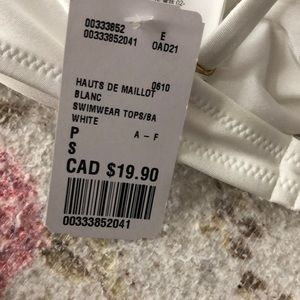 00333852 E
00333852041 OAD21
HAUTS DE MAILLOT 0610
BLANC
SWIMWEAR TOPS/BA
WHITE
P A - F
S
CAD $19.90
00333852041